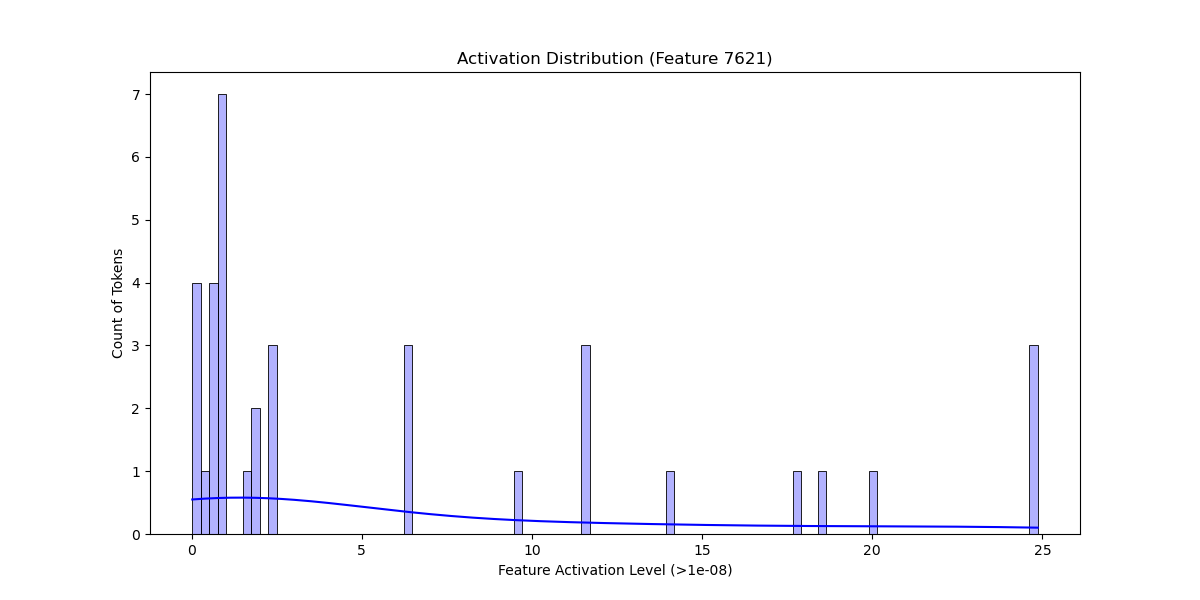 Activation Distribution (Feature 7621)
7
6
5
4
3
2
1
0
Count of Tokens
0 5 10 15 20 25
Feature Activation Level (>1e-08)